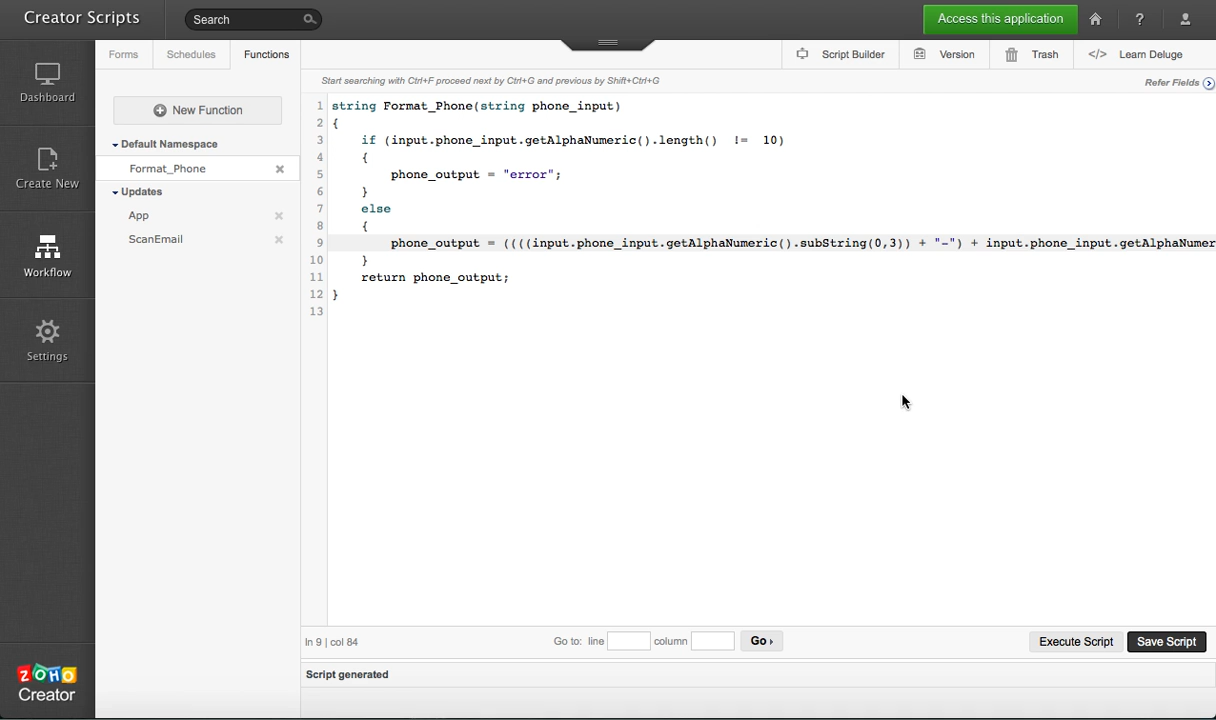 Creator Scripts
Search
Access this application
?
Dashboard
Create New
Workflow
Settings
ZOHO
Creator
Forms
Schedules
Functions
New Function
Default Namespace
Format_Phone
Updates
App
ScanEmail
Script Builder
Version
Trash
</> Learn Deluge
Start searching with Ctrl+F proceed next by Ctrl+G and previous by Shift+Ctrl+G
Refer Fields
1 string Format_Phone(string phone_input)
2 {
3 if (input.phone_input.getAlphaNumeric().length() != 10)
4 {
5 phone_output = "error";
6 }
7 else
8 {
9 phone_output = ((((input.phone_input.getAlphaNumeric().subString(0,3)) + "-") + input.phone_input.getAlphaNumer
10 }
11 return phone_output;
12 }
13
ln 9 | col 84
Go to: line
column
Go
Execute Script
Save Script
Script generated